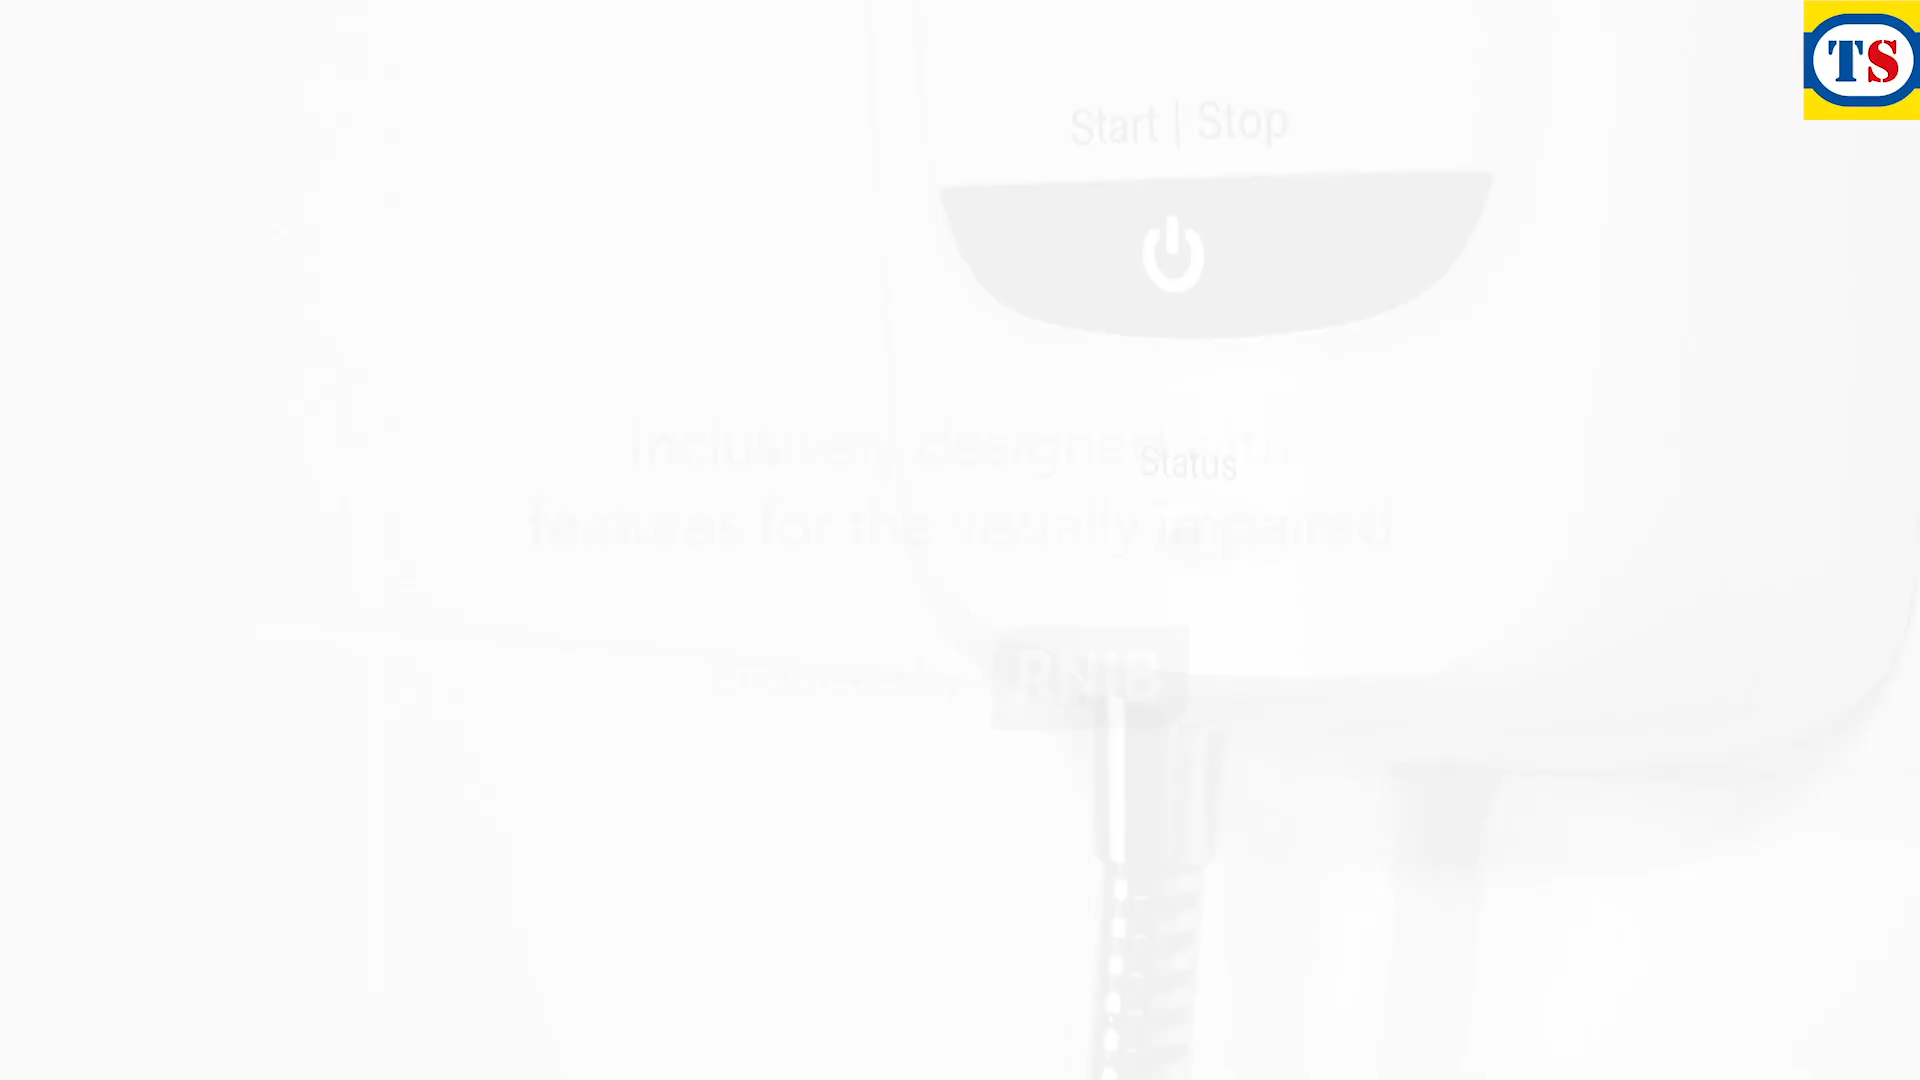 TS
Start | Stop
Inclusively designed with
Status
features for the visually impaired
Endorsed by
RNIB